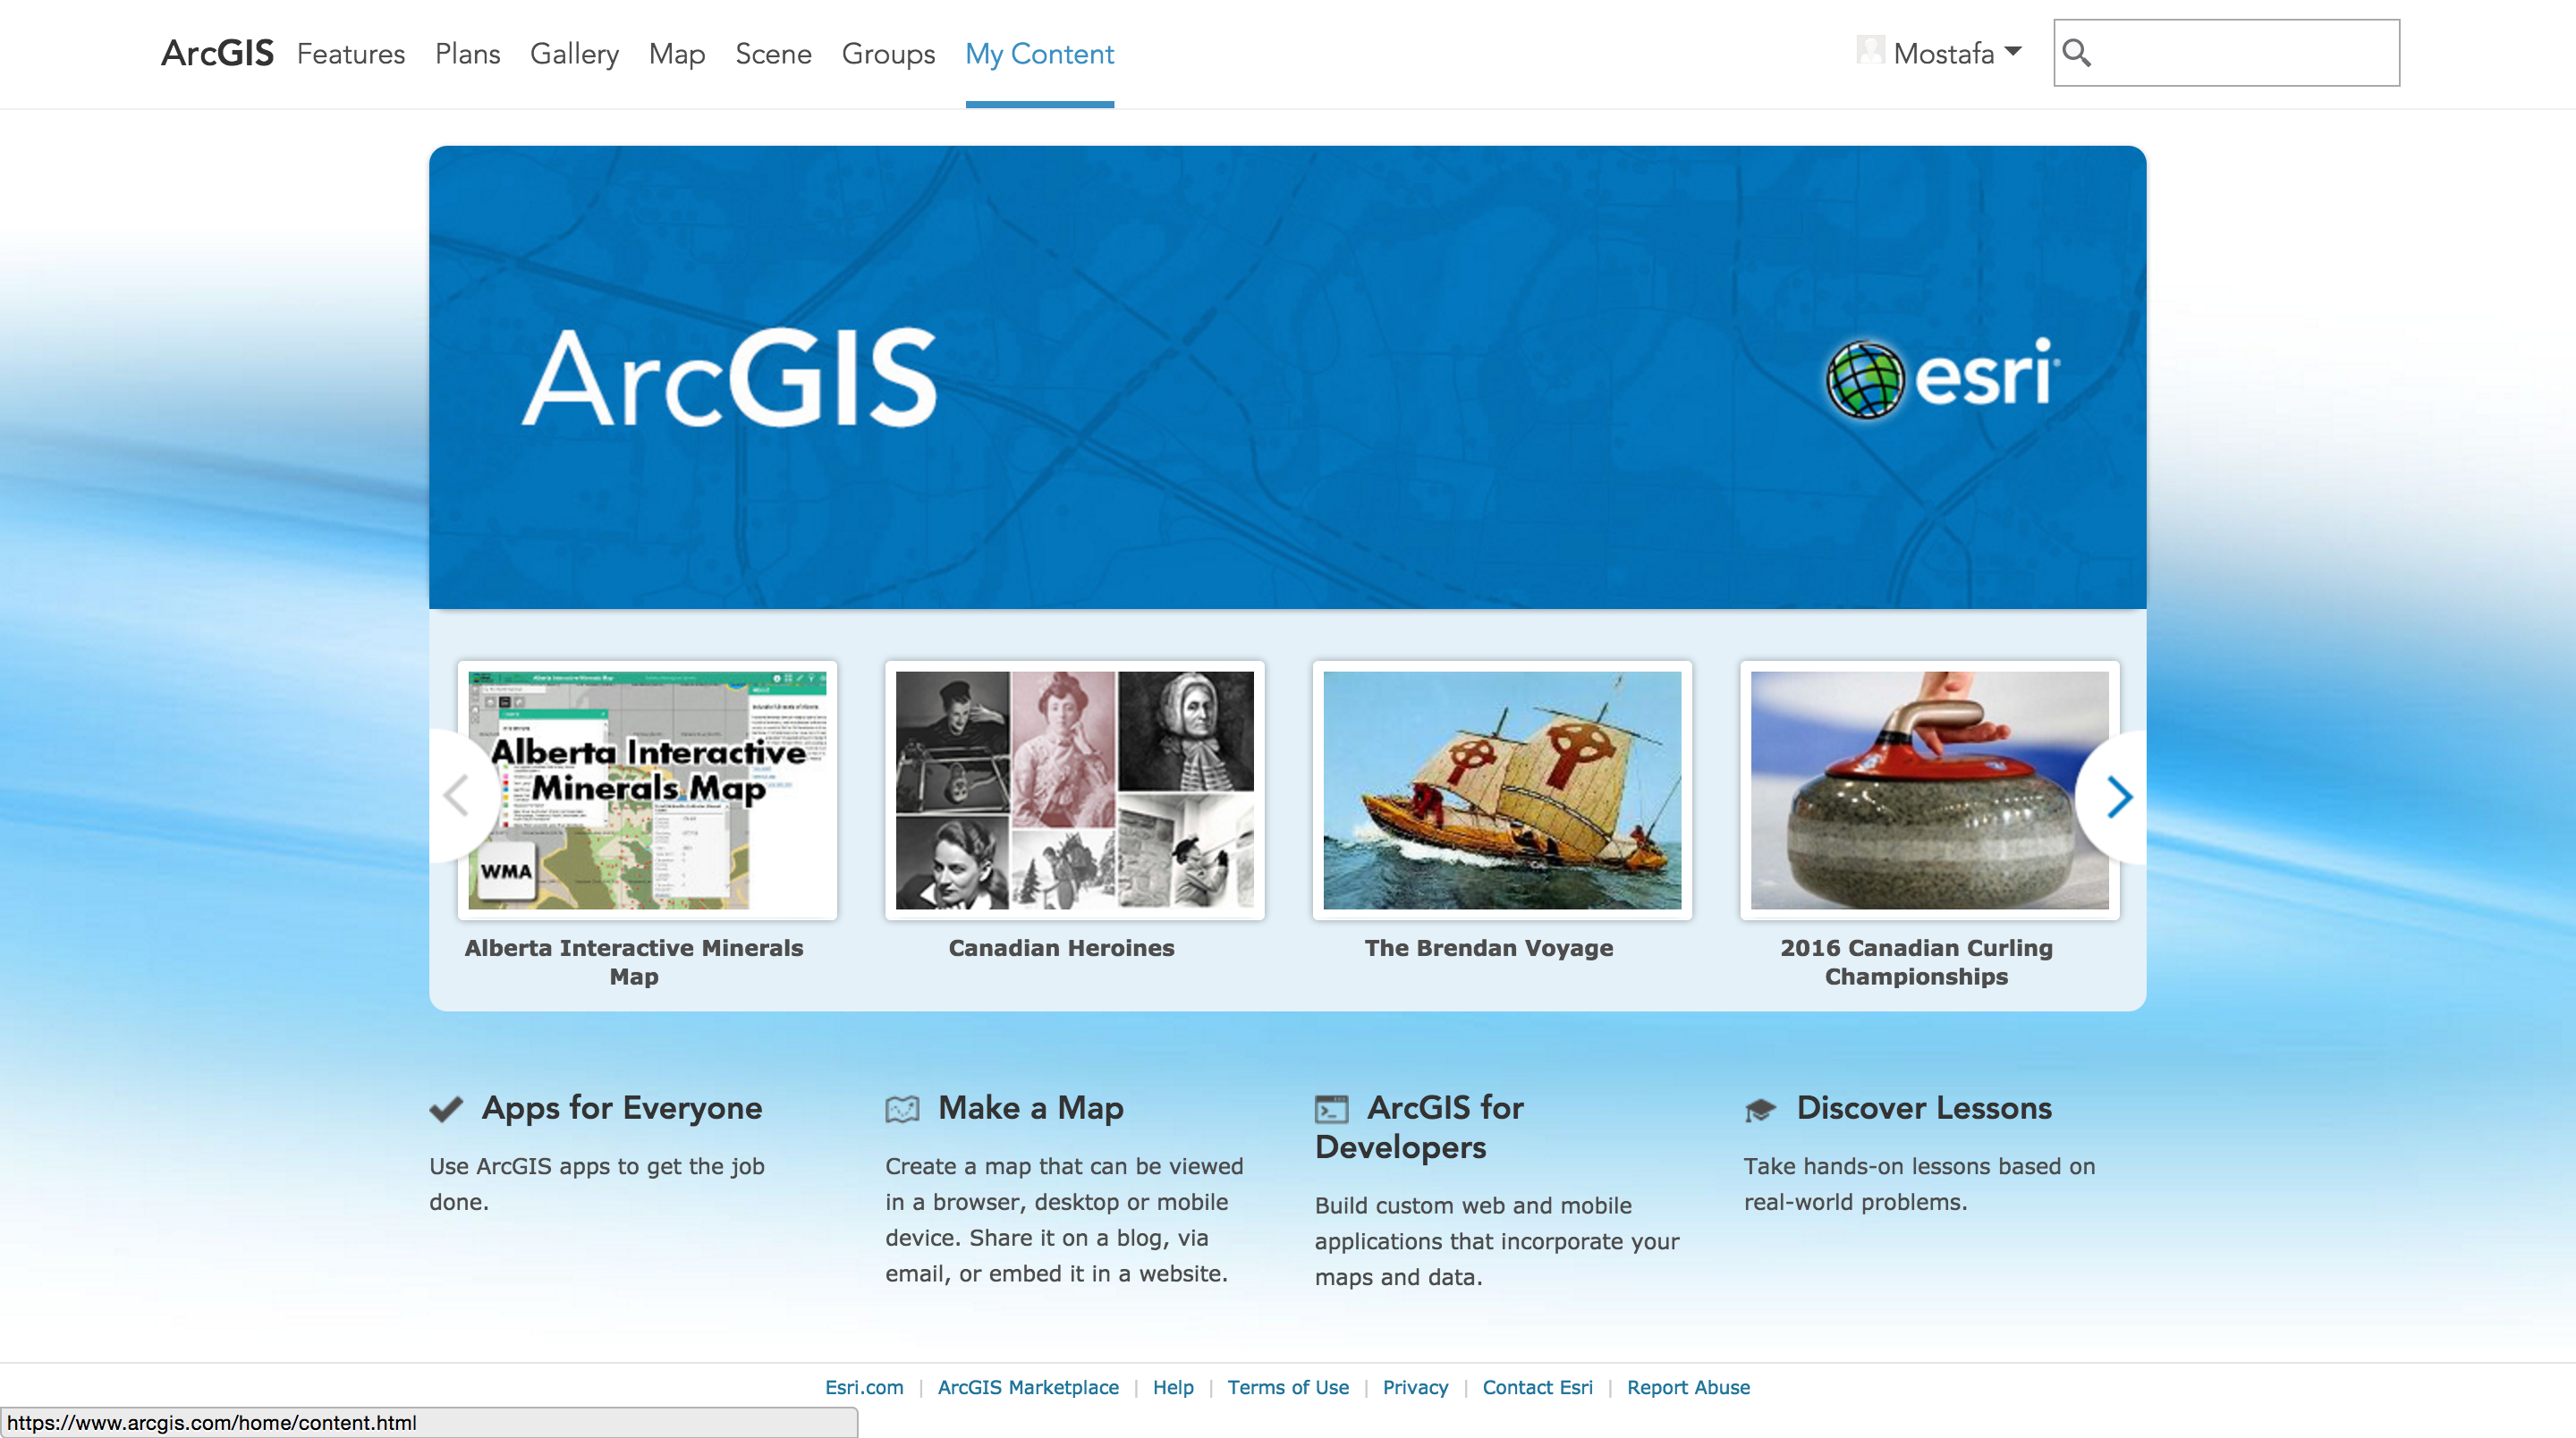 ArcGIS Features Plans Gallery Map Scene Groups My Content Mostafa
ArcGIS esri
Alberta Interactive Minerals Map
Alberta Interactive
Minerals Map
WMA
Alberta Interactive Minerals
Map
Canadian Heroines
The Brendan Voyage
2016 Canadian Curling
Championships
Apps for Everyone
Use ArcGIS apps to get the job
done.
Make a Map
Create a map that can be viewed
in a browser, desktop or mobile
device. Share it on a blog, via
email, or embed it in a website.
ArcGIS for
Developers
Build custom web and mobile
applications that incorporate your
maps and data.
Discover Lessons
Take hands-on lessons based on
real-world problems.
Esri.com | ArcGIS Marketplace | Help | Terms of Use | Privacy | Contact Esri | Report Abuse
https://www.arcgis.com/home/content.html